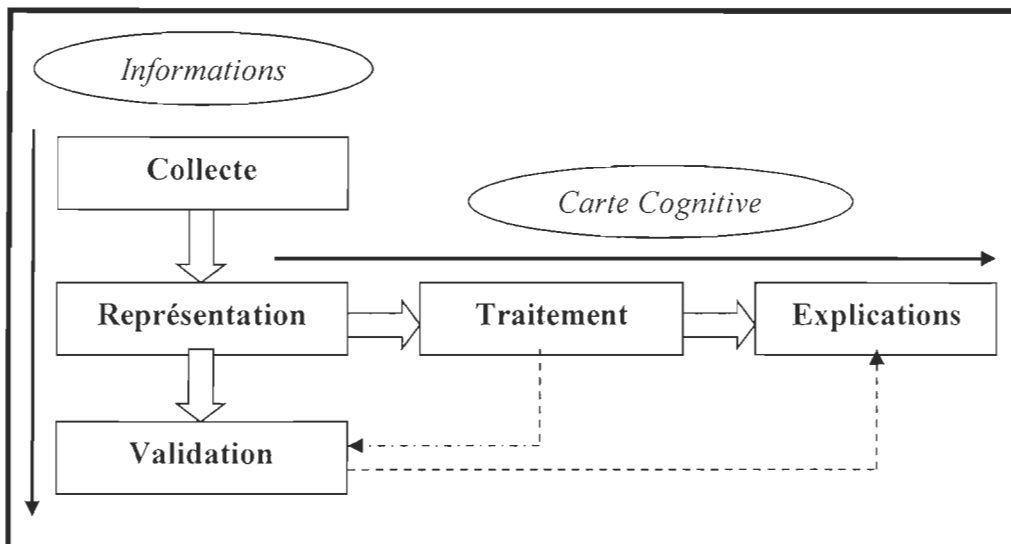 Informations
Collecte
Carte Cognitive
Représentation
Traitement
Explications
Validation